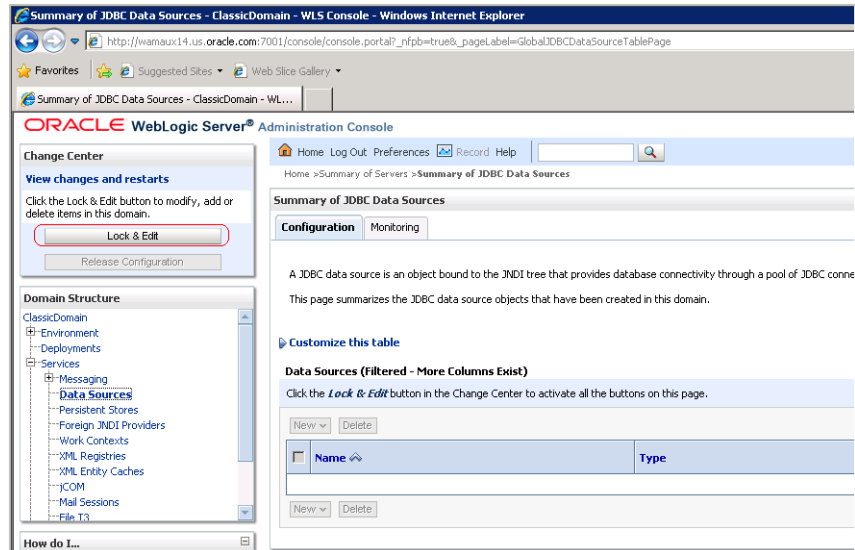 Summary of JDBC Data Sources - ClassicDomain - WLS Console - Windows Internet Explorer
http://wamaux14.us.oracle.com:7001/console/console.portal?_nfpb=true&_pageLabel=GlobalJDBCDataSourceTablePage
Favorites Suggested Sites Web Slice Gallery
Summary of JDBC Data Sources - ClassicDomain - WL...
ORACLE WebLogic Server® Administration Console
Change Center
View changes and restarts
Click the Lock & Edit button to modify, add or
delete items in this domain.
Lock & Edit
Release Configuration
Domain Structure
ClassicDomain
Environment
Deployments
Services
Messaging
Data Sources
Persistent Stores
Foreign JNDI Providers
Work Contexts
XML Registries
XML Entity Caches
jCOM
Mail Sessions
File T3
How do I...
Home Log Out Preferences Record Help
Home >Summary of Servers >Summary of JDBC Data Sources
Summary of JDBC Data Sources
Configuration Monitoring
A JDBC data source is an object bound to the JNDI tree that provides database connectivity through a pool of JDBC conne
This page summarizes the JDBC data source objects that have been created in this domain.
Customize this table
Data Sources (Filtered - More Columns Exist)
Click the Lock & Edit button in the Change Center to activate all the buttons on this page.
New Delete
Name Type
New Delete